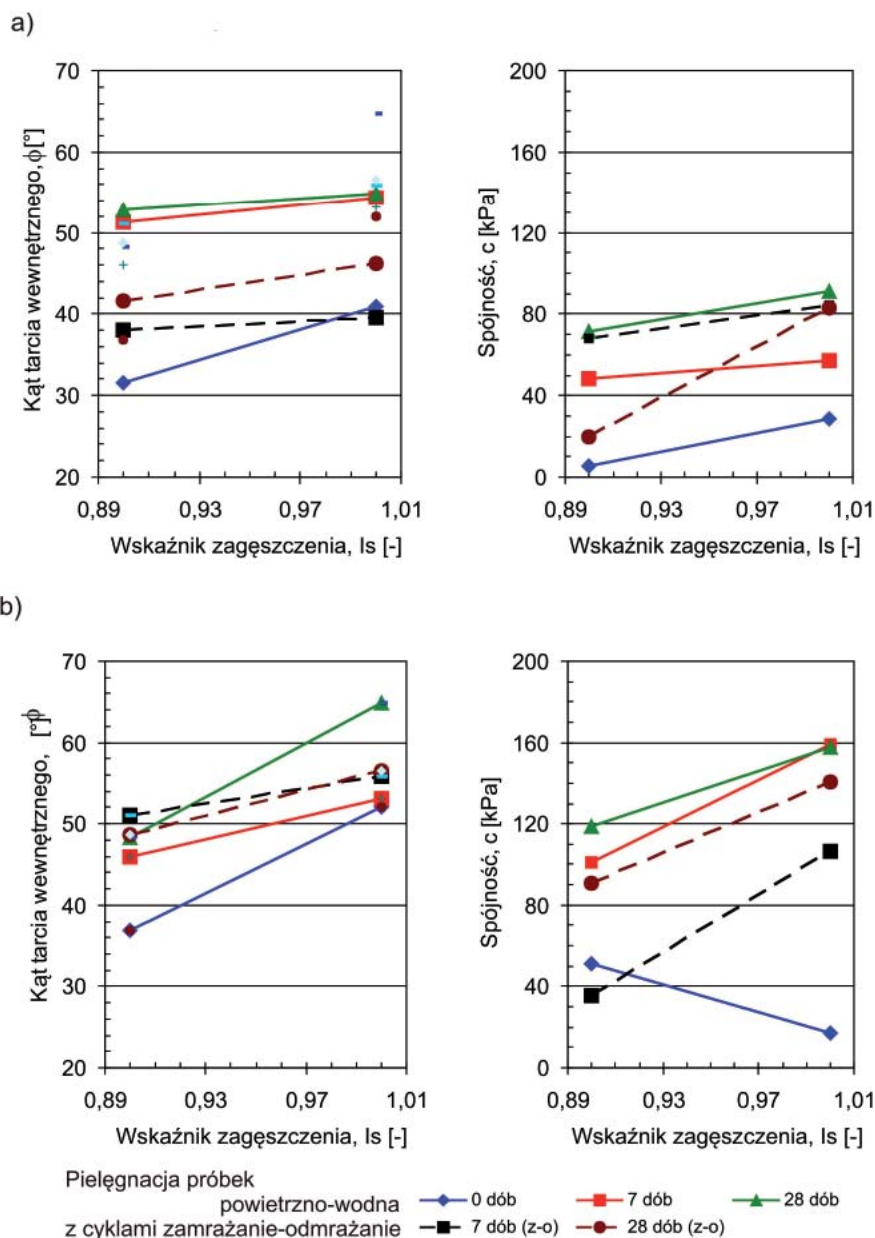 a)
Kąt tarcia wewnętrznego, ϕ[°]
70
60
50
40
30
20
0,89 0,93 0,97 1,01
Wskaźnik zagęszczenia, Is [-]
Spójność, c [kPa]
200
160
120
80
40
0
0,89 0,93 0,97 1,01
Wskaźnik zagęszczenia, Is [-]
b)
Kąt tarcia wewnętrznego, [°]ϕ
70
60
50
40
30
20
0,89 0,93 0,97 1,01
Wskaźnik zagęszczenia, Is [-]
Spójność, c [kPa]
200
160
120
80
40
0
0,89 0,93 0,97 1,01
Wskaźnik zagęszczenia, Is [-]
Pielęgnacja próbek
powietrzno-wodna 0 dób 7 dób 28 dób
z cyklami zamrażanie-odmrażanie 7 dób (z-o) 28 dób (z-o)